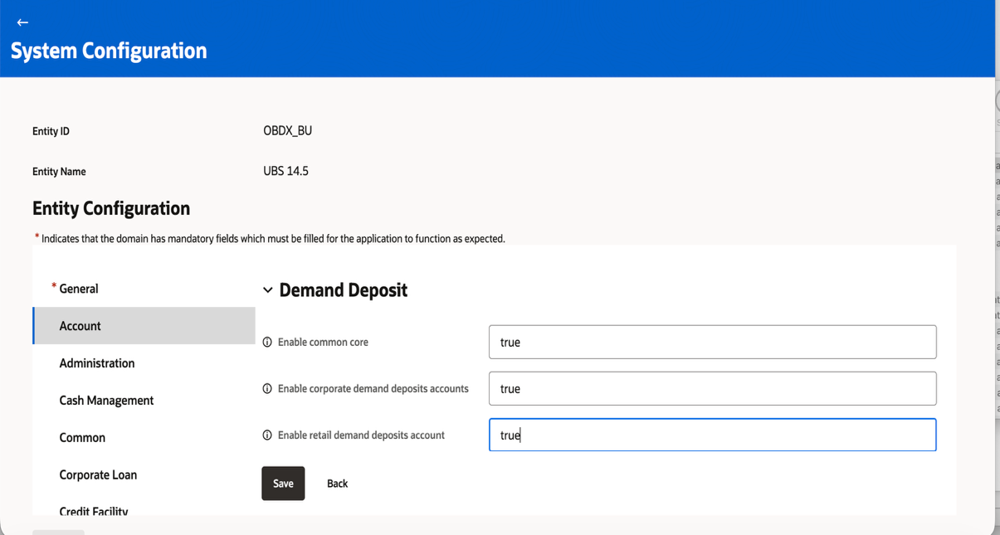 System Configuration
Entity ID OBDX_BU
Entity Name UBS 14.5
Entity Configuration
* Indicates that the domain has mandatory fields which must be filled for the application to function as expected.
* General
Account
Administration
Cash Management
Common
Corporate Loan
Credit Facility
Demand Deposit
Enable common core true
Enable corporate demand deposits accounts true
Enable retail demand deposits account true
Save Back